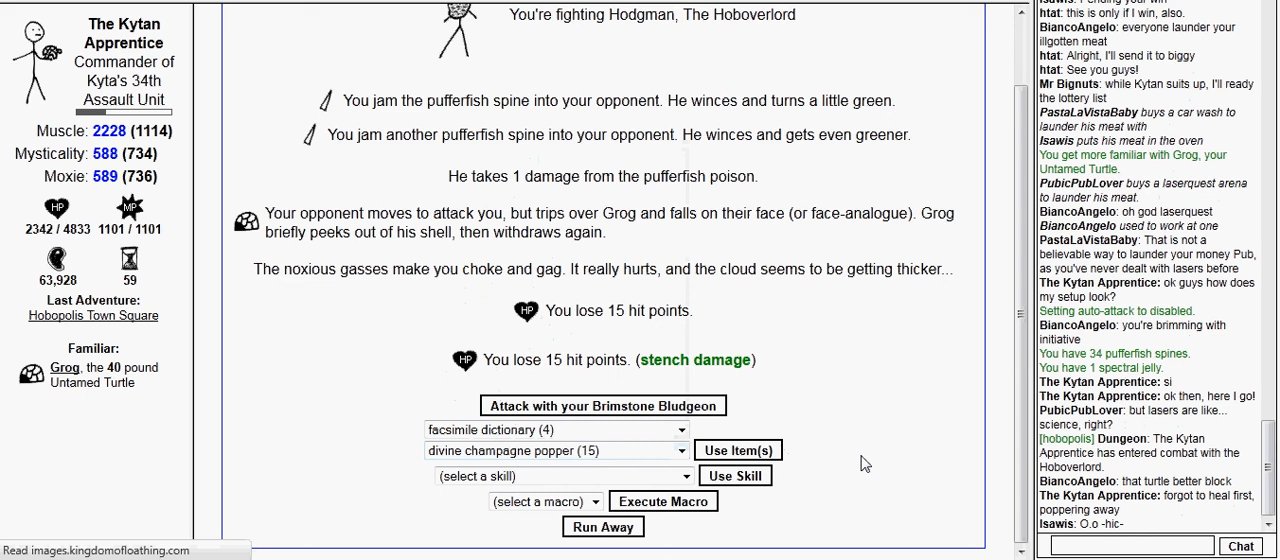 The Kytan
Apprentice
Commander of
Kyta's 34th
Assault Unit
Muscle: 2228 (1114)
Mysticality: 588 (734)
Moxie: 589 (736)
HP
MP
2342 / 4833
1101 / 1101
63,928
59
Last Adventure:
Hobopolis Town Square
Familiar:
Grog, the 40 pound
Untamed Turtle
Read images.kingdomofloathing.com
You're fighting Hodgman, The Hoboverlord
You jam the pufferfish spine into your opponent. He winces and turns a little green.
You jam another pufferfish spine into your opponent. He winces and gets even greener.
He takes 1 damage from the pufferfish poison.
Your opponent moves to attack you, but trips over Grog and falls on their face (or face-analogue). Grog
briefly peeks out of his shell, then withdraws again.
The noxious gasses make you choke and gag. It really hurts, and the cloud seems to be getting thicker...
HP You lose 15 hit points.
HP You lose 15 hit points. (stench damage)
Attack with your Brimstone Bludgeon
facsimile dictionary (4)
divine champagne popper (15)
Use Item(s)
(select a skill)
Use Skill
(select a macro)
Execute Macro
Run Away
htat: this is only if I win, also.
BiancoAngelo: everyone launder your
illgotten meat
htat: Alright, I'll send it to biggy
htat: See you guys!
Mr Bignuts: while Kytan suits up, I'll ready
the lottery list
PastaLaVistaBaby buys a car wash to
launder his meat with
Isawis puts his meat in the oven
You get more familiar with Grog, your
Untamed Turtle.
PubicPubLover buys a laserquest arena
to launder his meat.
BiancoAngelo: oh god laserquest
BiancoAngelo used to work at one
PastaLaVistaBaby: That is not a
believable way to launder your money Pub,
as you've never dealt with lasers before
The Kytan Apprentice: ok guys how does
my setup look?
Setting auto-attack to disabled.
BiancoAngelo: you're brimming with
initiative
You have 34 pufferfish spines.
You have 1 spectral jelly.
The Kytan Apprentice: si
The Kytan Apprentice: ok then, here I go!
PubicPubLover: but lasers are like...
science, right?
[hobopolis] Dungeon: The Kytan
Apprentice has entered combat with the
Hoboverlord.
BiancoAngelo: that turtle better block
The Kytan Apprentice: forgot to heal first,
poppering away
Isawis: O.o -hic-
Chat